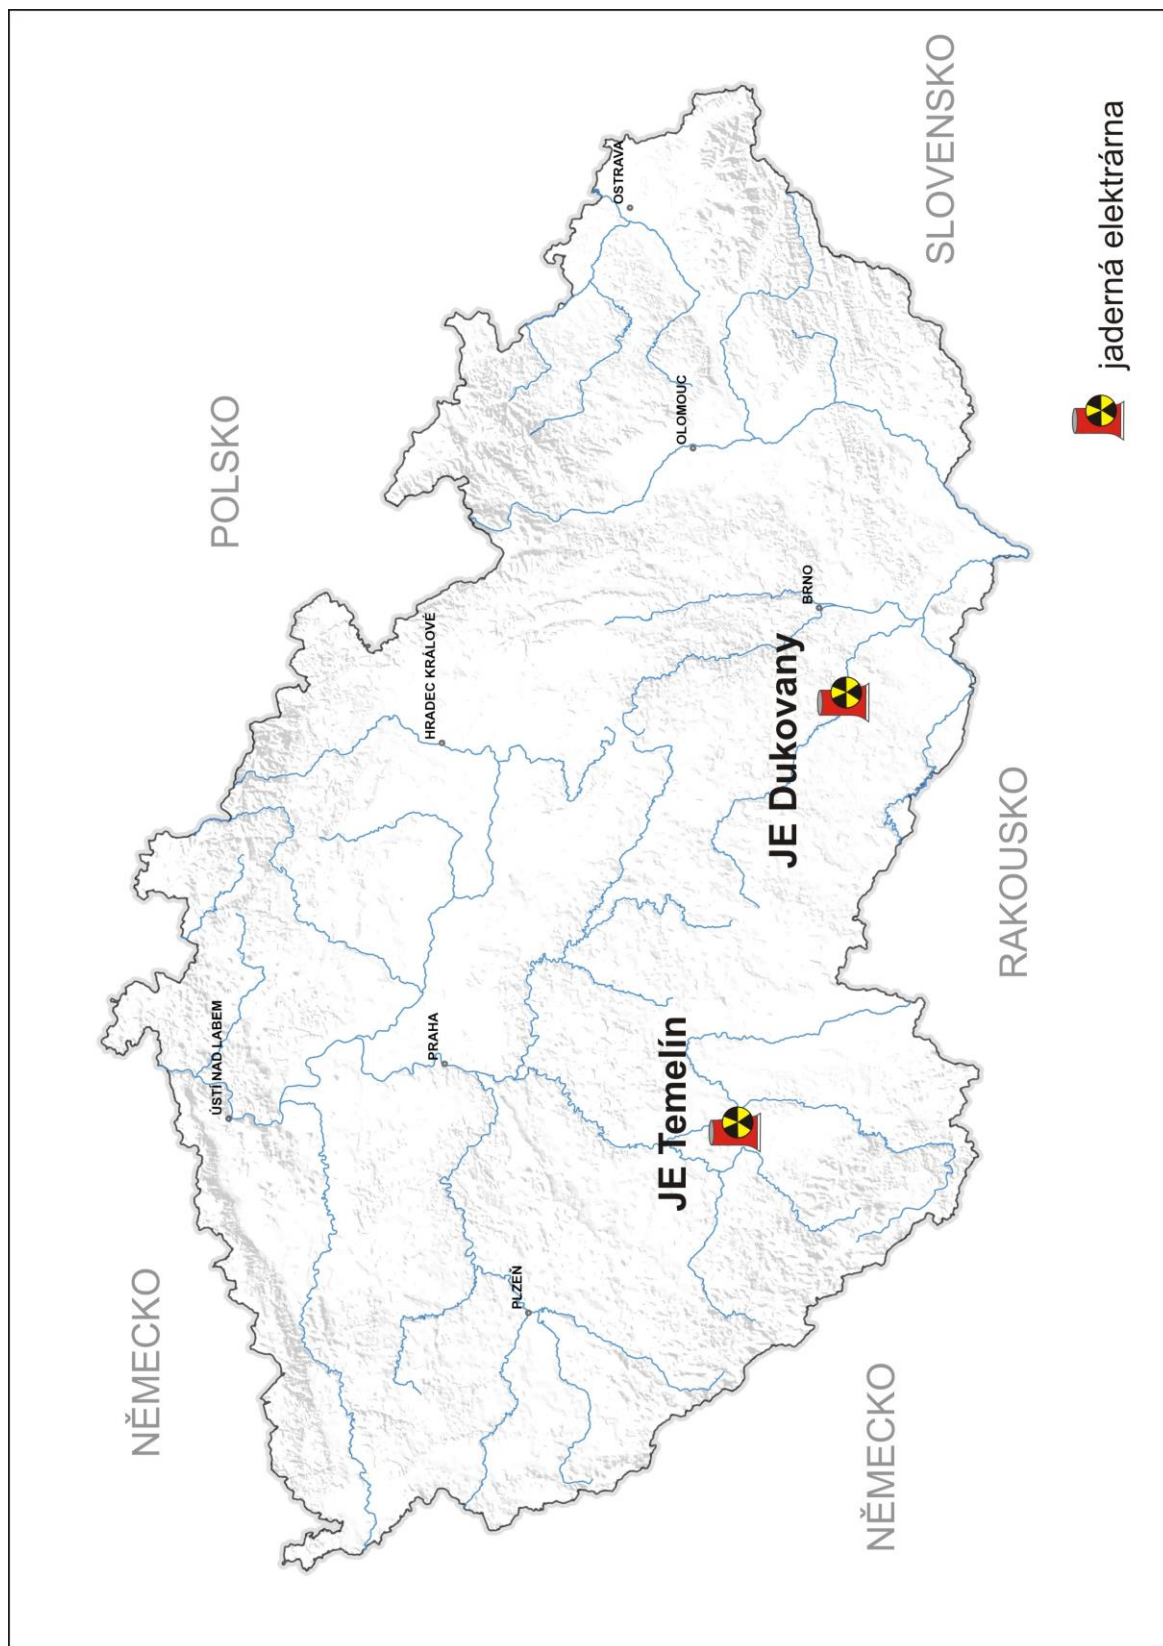 POLSKO
NĚMECKO
ÚSTÍ NAD LABEM
HRADEC KRÁLOVÉ
PRAHA
PLZEŇ
OSTRAVA
OLOMOUC
JE Temelín
JE Dukovany
BRNO
NĚMECKO
SLOVENSKO
RAKOUSKO
jaderná elektrárna